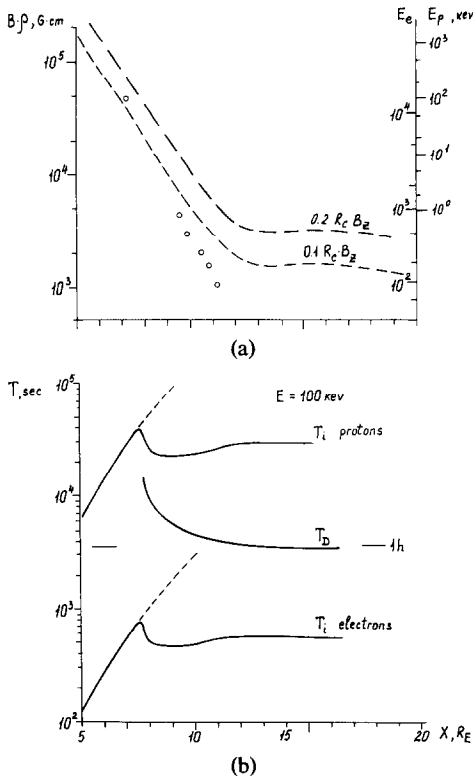 B·ρ, G·cm
E_e E_p, kev
10^5
10^4
10^3
10^4
10^3
10^2
10^3
10^2
10^1
10^0
0.2 R_c B_z
0.1 R_c·B_z
(a)
T, sec
E = 100 kev
10^5
10^4
10^3
10^2
T_i protons
T_D
1h
T_i electrons
5 10 15 20
X, R_E
(b)